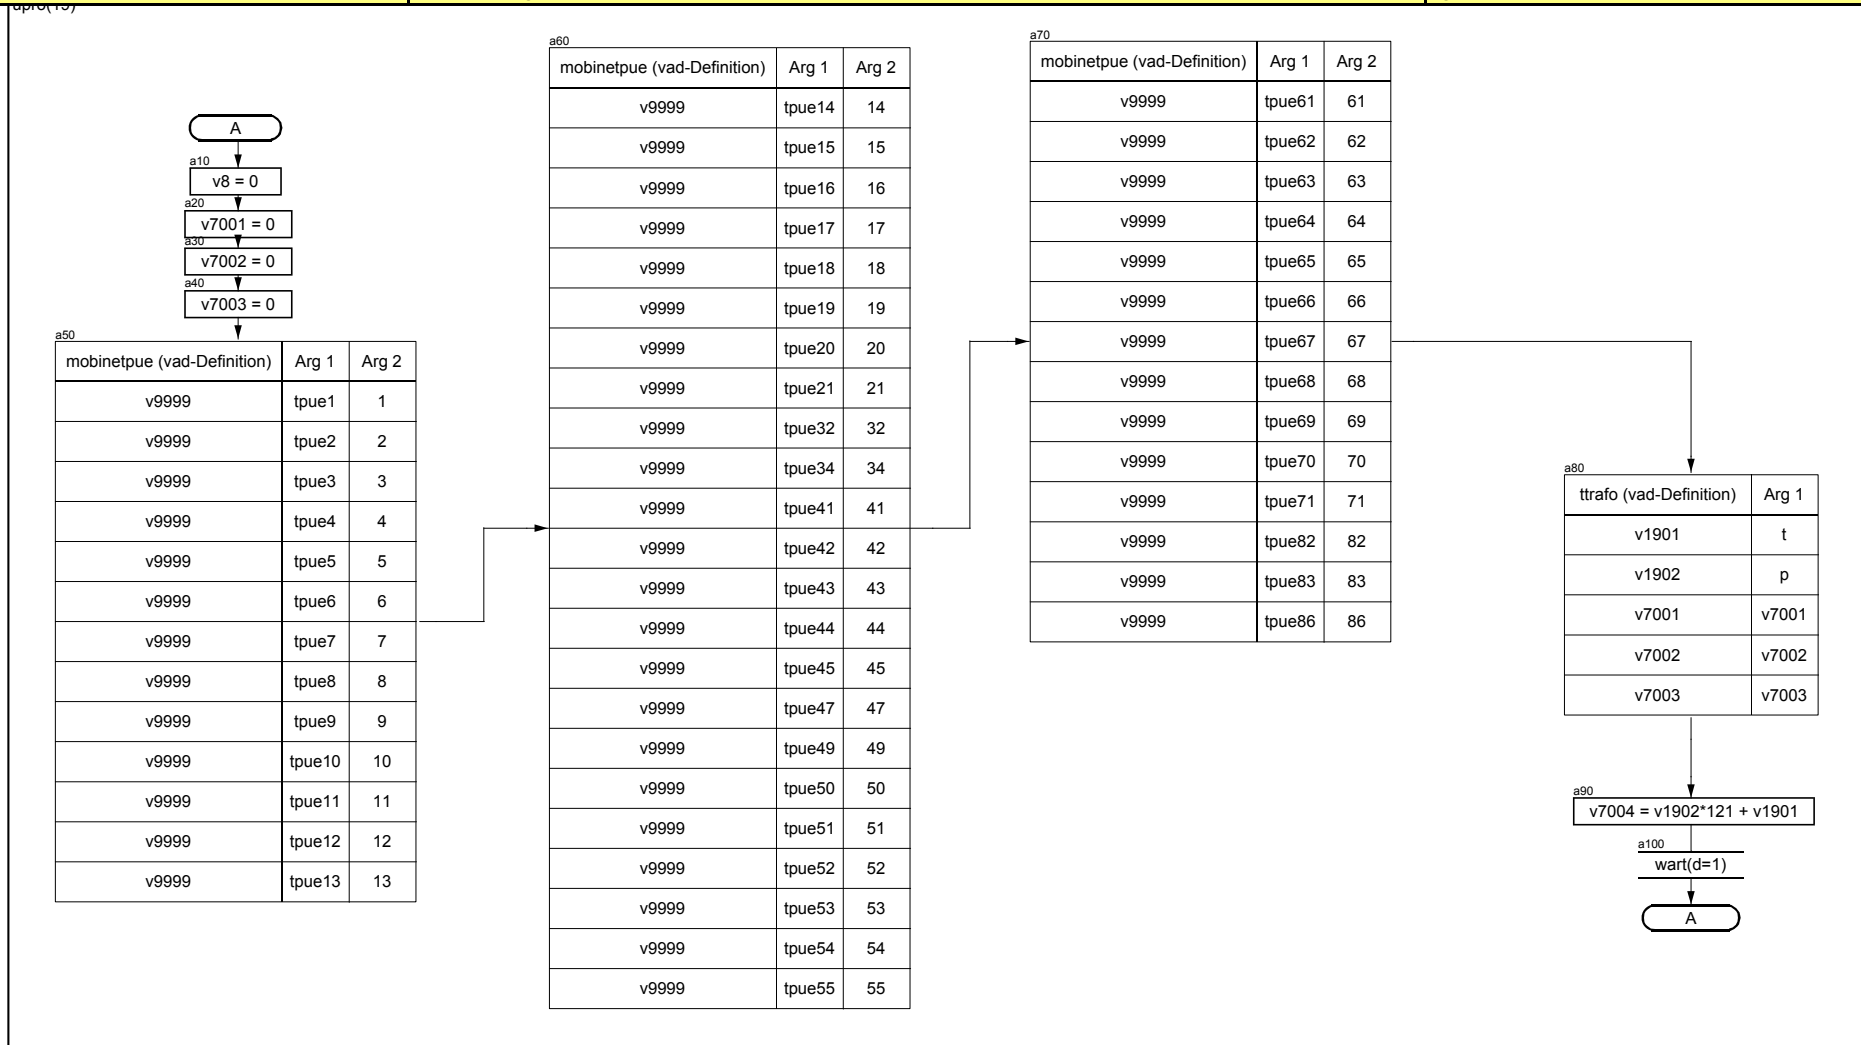 A
a10
v8 = 0
a20
v7001 = 0
a30
v7002 = 0
a40
v7003 = 0
a50
mobinetpue (vad-Definition) Arg 1 Arg 2
v9999 tpue1 1
v9999 tpue2 2
v9999 tpue3 3
v9999 tpue4 4
v9999 tpue5 5
v9999 tpue6 6
v9999 tpue7 7
v9999 tpue8 8
v9999 tpue9 9
v9999 tpue10 10
v9999 tpue11 11
v9999 tpue12 12
v9999 tpue13 13
a60
mobinetpue (vad-Definition) Arg 1 Arg 2
v9999 tpue14 14
v9999 tpue15 15
v9999 tpue16 16
v9999 tpue17 17
v9999 tpue18 18
v9999 tpue19 19
v9999 tpue20 20
v9999 tpue21 21
v9999 tpue32 32
v9999 tpue34 34
v9999 tpue41 41
v9999 tpue42 42
v9999 tpue43 43
v9999 tpue44 44
v9999 tpue45 45
v9999 tpue47 47
v9999 tpue49 49
v9999 tpue50 50
v9999 tpue51 51
v9999 tpue52 52
v9999 tpue53 53
v9999 tpue54 54
v9999 tpue55 55
a70
mobinetpue (vad-Definition) Arg 1 Arg 2
v9999 tpue61 61
v9999 tpue62 62
v9999 tpue63 63
v9999 tpue64 64
v9999 tpue65 65
v9999 tpue66 66
v9999 tpue67 67
v9999 tpue68 68
v9999 tpue69 69
v9999 tpue70 70
v9999 tpue71 71
v9999 tpue82 82
v9999 tpue83 83
v9999 tpue86 86
a80
ttrafo (vad-Definition) Arg 1
v1901 t
v1902 p
v7001 v7001
v7002 v7002
v7003 v7003
a90
v7004 = v1902*121 + v1901
a100
wart(d=1)
A